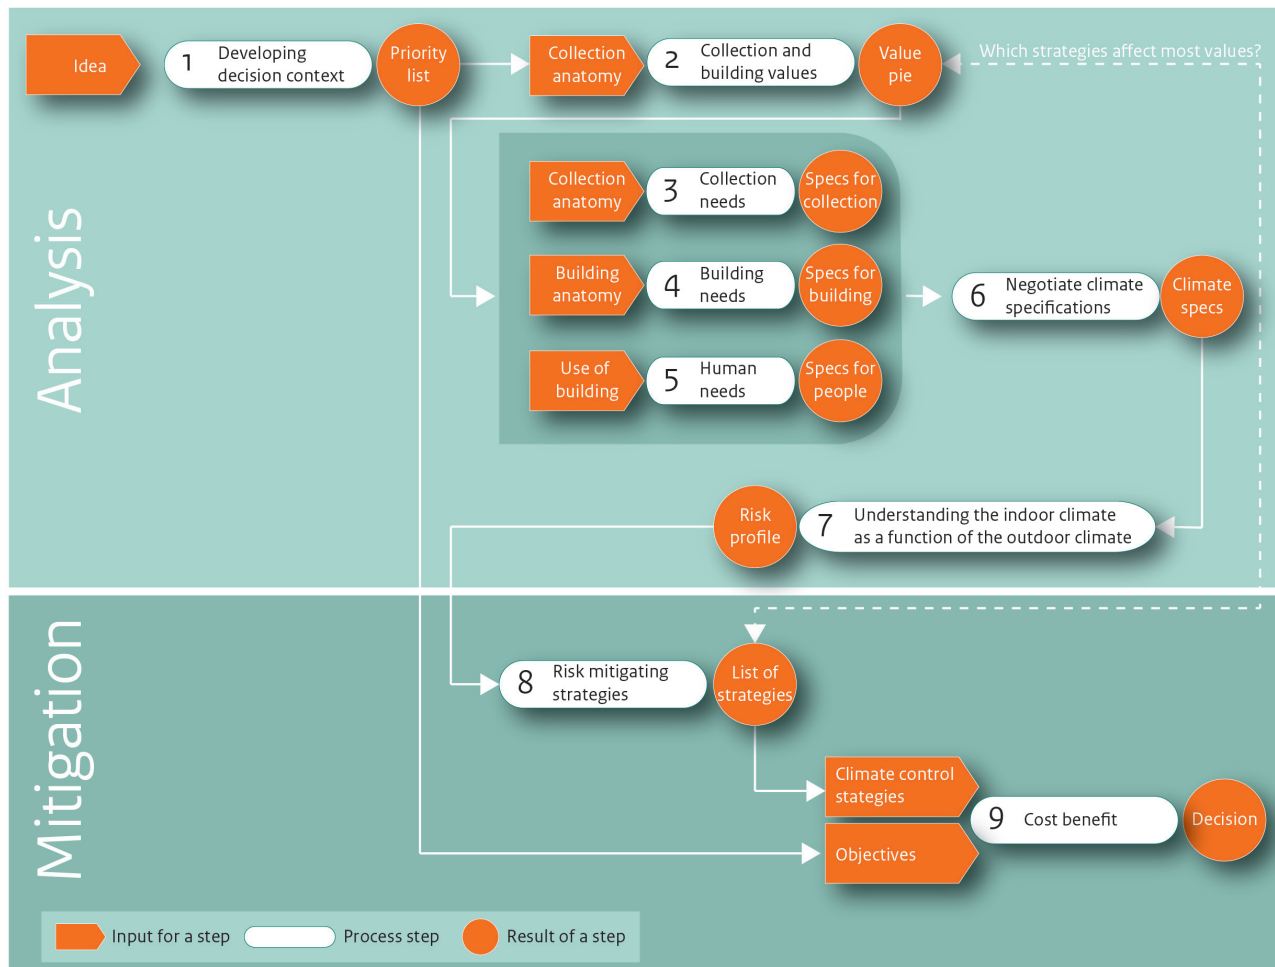 Idea
1 Developing
decision context
Priority
list
Collection
anatomy
2 Collection and
building values
Value
pie
Which strategies affect most values?
Analysis
Collection
anatomy
3 Collection
needs
Specs for
collection
Building
anatomy
4 Building
needs
Specs for
building
Use of
building
5 Human
needs
Specs for
people
6 Negotiate climate
specifications
Climate
specs
Risk
profile
7 Understanding the indoor climate
as a function of the outdoor climate
Mitigation
8 Risk mitigating
strategies
List of
strategies
Climate control
stategies
Objectives
9 Cost benefit
Decision
Input for a step
Process step
Result of a step